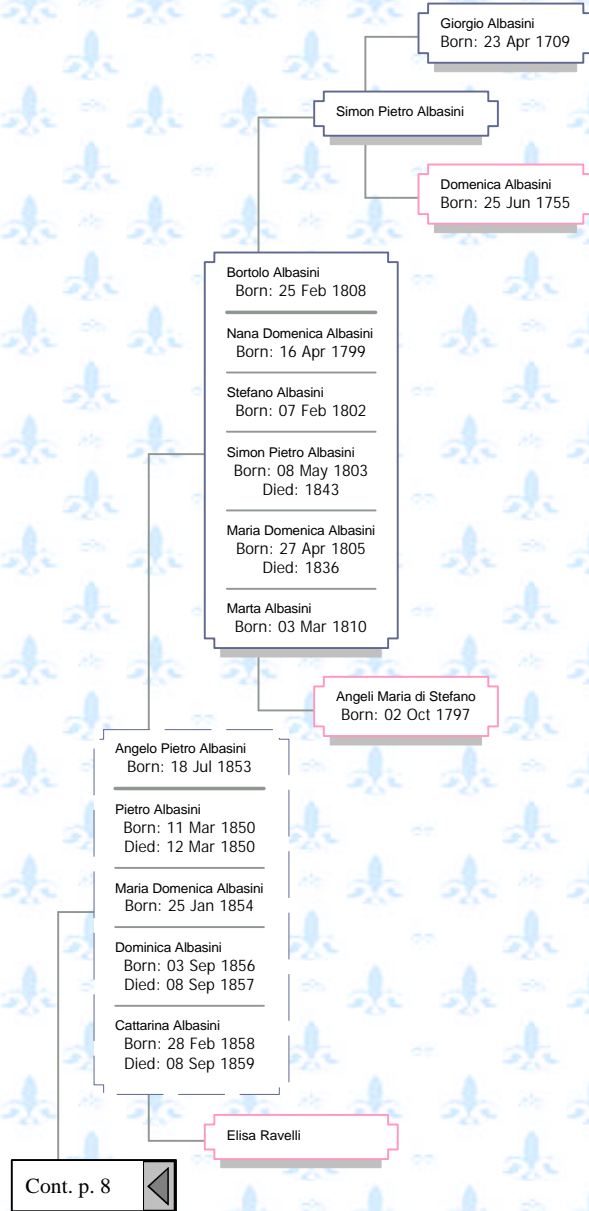 Giorgio Albasini
Born: 23 Apr 1709
Simon Pietro Albasini
Domenica Albasini
Born: 25 Jun 1755
Bortolo Albasini
Born: 25 Feb 1808
Nana Domenica Albasini
Born: 16 Apr 1799
Stefano Albasini
Born: 07 Feb 1802
Simon Pietro Albasini
Born: 08 May 1803
Died: 1843
Maria Domenica Albasini
Born: 27 Apr 1805
Died: 1836
Marta Albasini
Born: 03 Mar 1810
Angeli Maria di Stefano
Born: 02 Oct 1797
Angelo Pietro Albasini
Born: 18 Jul 1853
Pietro Albasini
Born: 11 Mar 1850
Died: 12 Mar 1850
Maria Domenica Albasini
Born: 25 Jan 1854
Dominica Albasini
Born: 03 Sep 1856
Died: 08 Sep 1857
Cattarina Albasini
Born: 28 Feb 1858
Died: 08 Sep 1859
Elisa Ravelli
Cont. p. 8